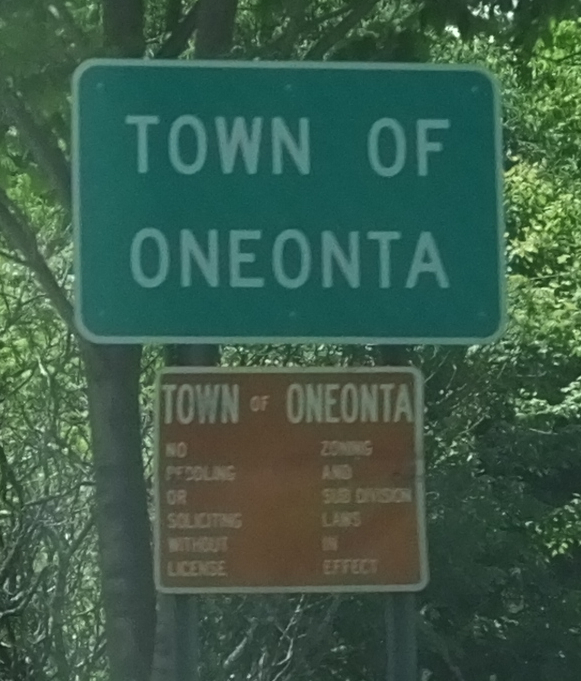 TOWN OF
ONEONTA
TOWN OF ONEONTA
NO
PEDDLING
OR
SOLICITING
WITHOUT
LICENSE
ZONING
AND
SUB DIVISION
LAWS
IN
EFFECT